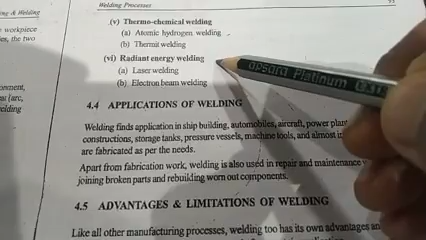 ng & Welding
workpiece
es, the two
onment,
es: (arc,
elding
Welding Processes
(v) Thermo-chemical welding
(a) Atomic hydrogen welding
(b) Thermit welding
(vi) Radiant energy welding
(a) Laser welding
(b) Electron beam welding
4.4 APPLICATIONS OF WELDING
Welding finds application in ship building, automobiles, aircraft, power plant
constructions, storage tanks, pressure vessels, machine tools, and almost in
are fabricated as per the needs.
Apart from fabrication work, welding is also used in repair and maintenance
joining broken parts and rebuilding worn out components.
4.5 ADVANTAGES & LIMITATIONS OF WELDING
Like all other manufacturing processes, welding too has its own advantages an
apsara Platinum